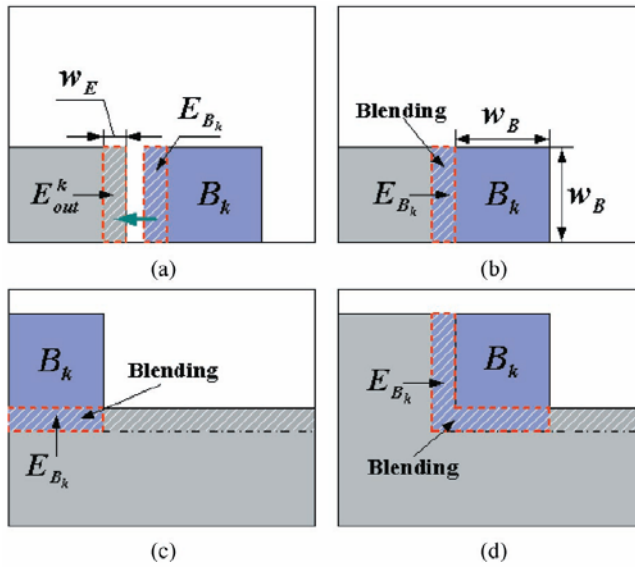 w_E
E_{B_k}
E^k_{out}
B_k
(a)
Blending
w_B
E_{B_k}
B_k
w_B
(b)
B_k
Blending
E_{B_k}
(c)
E_{B_k}
B_k
Blending
(d)